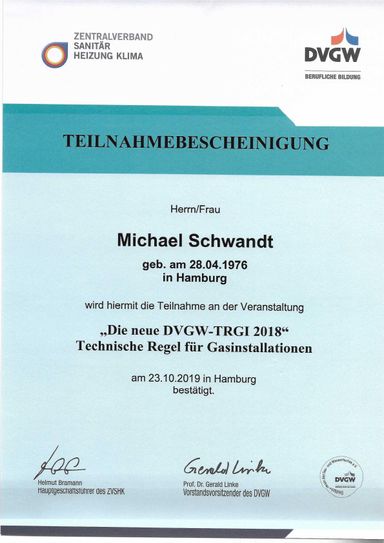 ZENTRALVERBAND
SANITÄR
HEIZUNG KLIMA
DVGW
BERUFLICHE BILDUNG
TEILNAHMEBESCHEINIGUNG
Herrn/Frau
Michael Schwandt
geb. am 28.04.1976
in Hamburg
wird hiermit die Teilnahme an der Veranstaltung
„Die neue DVGW-TRGI 2018“
Technische Regel für Gasinstallationen
am 23.10.2019 in Hamburg
bestätigt.
Gerald Linke
Helmut Bramann
Hauptgeschäftsführer des ZVSHK
Prof. Dr. Gerald Linke
Vorstandsvorsitzender des DVGW
DVGW